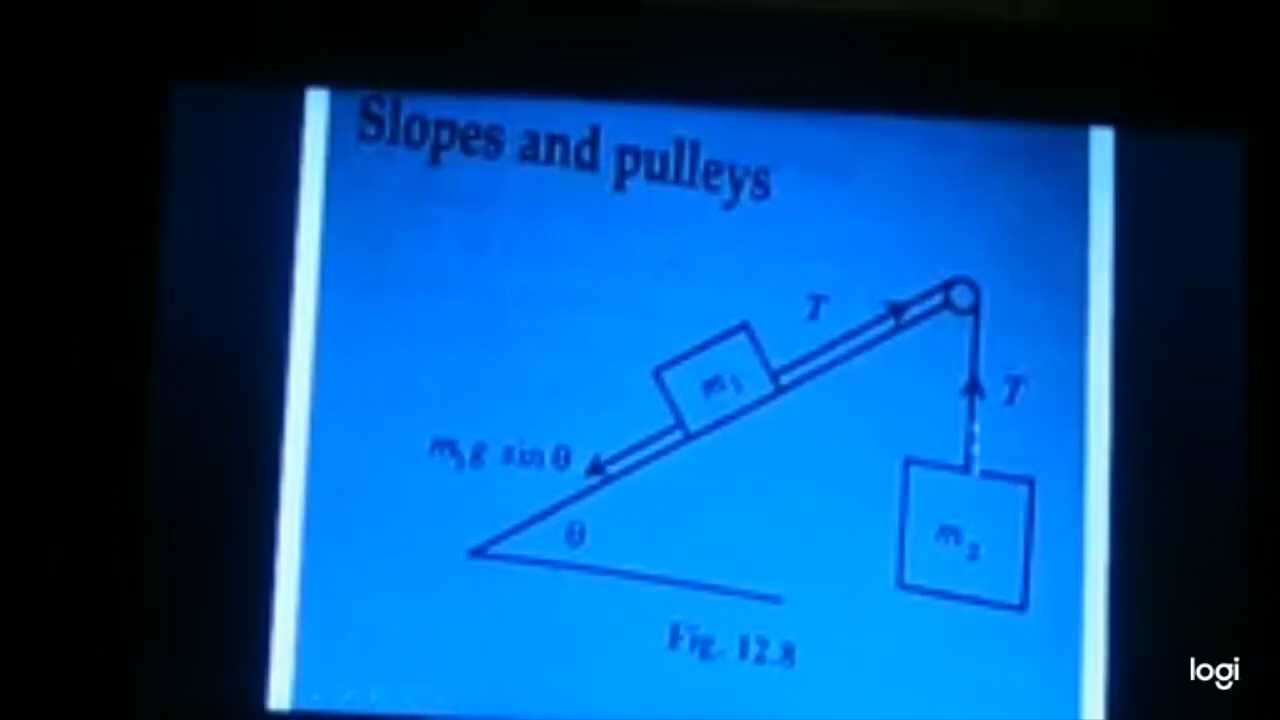 Slopes and pulleys
T
T
m₁
m₁g sin θ
θ
m₂
Fig. 12.8
logi